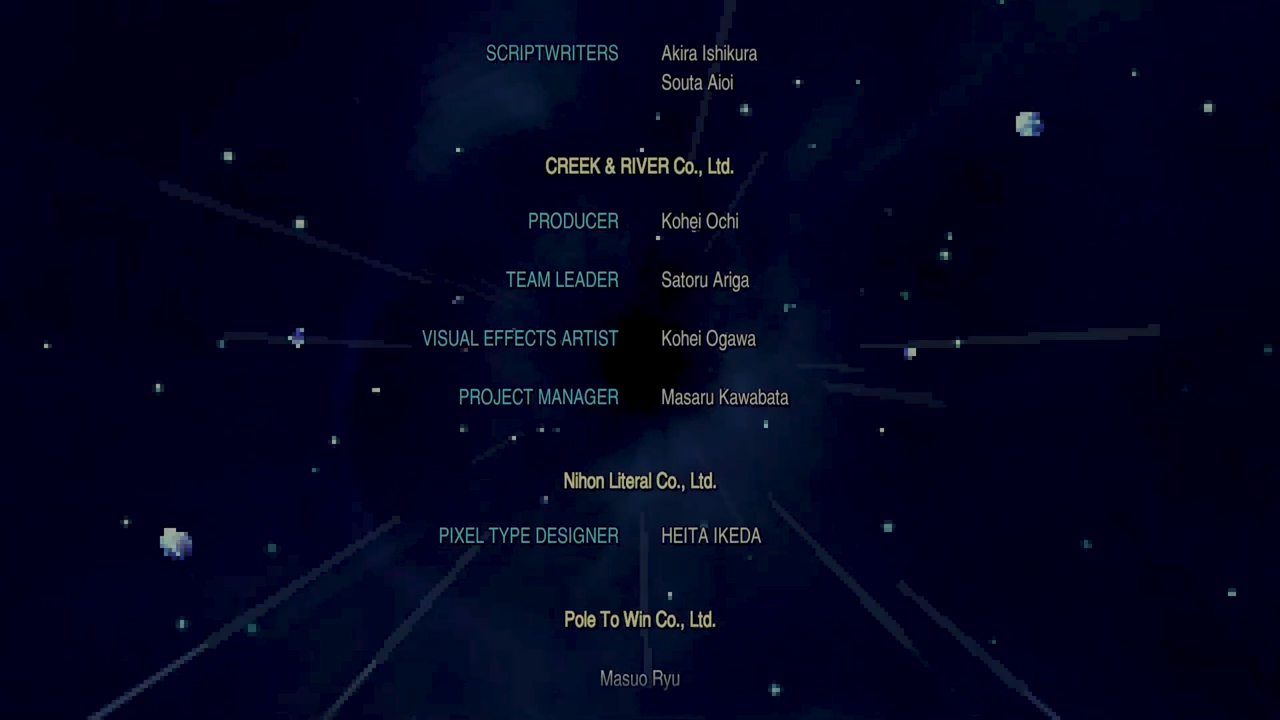 SCRIPTWRITERS Akira Ishikura
Souta Aioi
CREEK & RIVER Co., Ltd.
PRODUCER Kohei Ochi
TEAM LEADER Satoru Ariga
VISUAL EFFECTS ARTIST Kohei Ogawa
PROJECT MANAGER Masaru Kawabata
Nihon Literal Co., Ltd.
PIXEL TYPE DESIGNER HEITA IKEDA
Pole To Win Co., Ltd.
Masuo Ryu